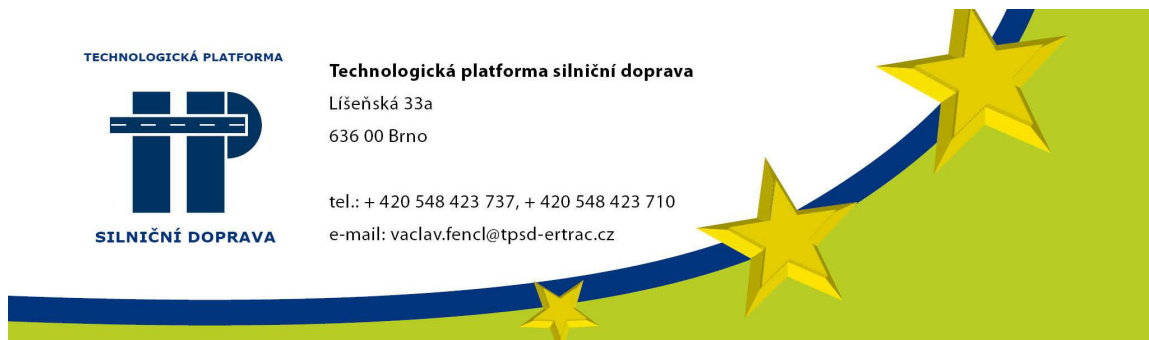 TECHNOLOGICKÁ PLATFORMA
SILNIČNÍ DOPRAVA
Technologická platforma silniční doprava
Líšeňská 33a
636 00 Brno
tel.: + 420 548 423 737, + 420 548 423 710
e-mail: vaclav.fencl@tpsd-ertrac.cz